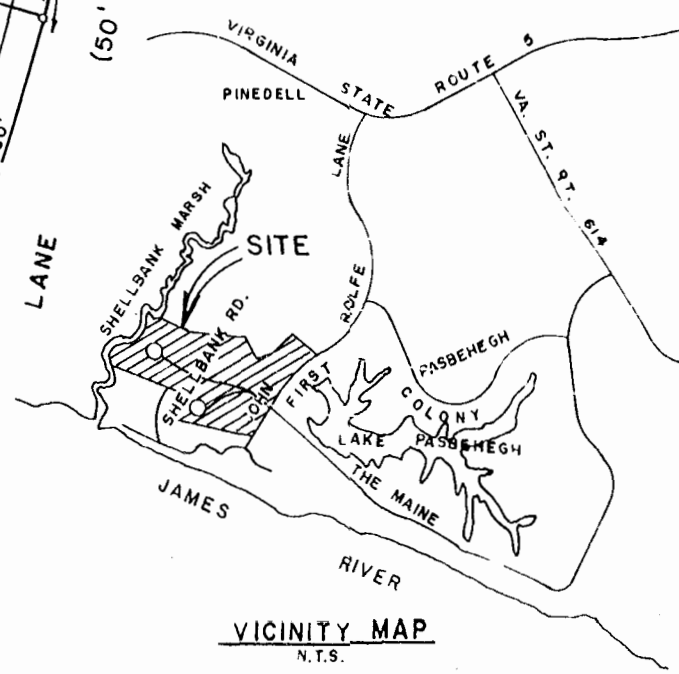 (50'
VIRGINIA STATE ROUTE 5
PINEDELL
VA. ST. RT. 614
LANE
SHELLBANK MARSH
SITE
LANE
ROLFE
JOHN
SHELLBANK RD.
PASBEHEGH
FIRST COLONY
LAKE PASBEHEGH
THE MAINE
JAMES RIVER
VICINITY MAP
N.T.S.